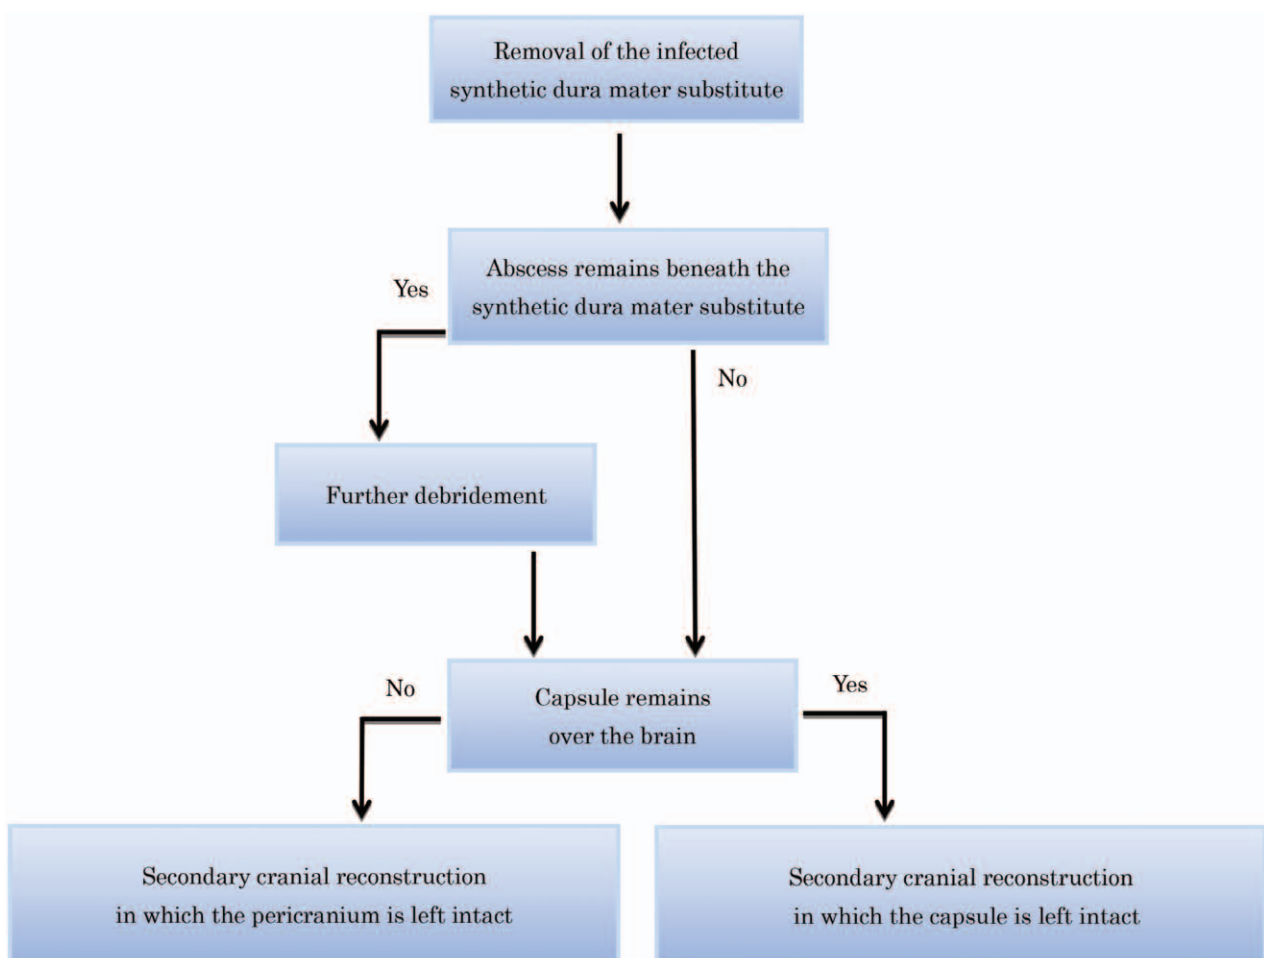 Removal of the infected
synthetic dura mater substitute
Abscess remains beneath the
synthetic dura mater substitute
Yes
No
Further debridement
Capsule remains
over the brain
No
Yes
Secondary cranial reconstruction
in which the pericranium is left intact
Secondary cranial reconstruction
in which the capsule is left intact